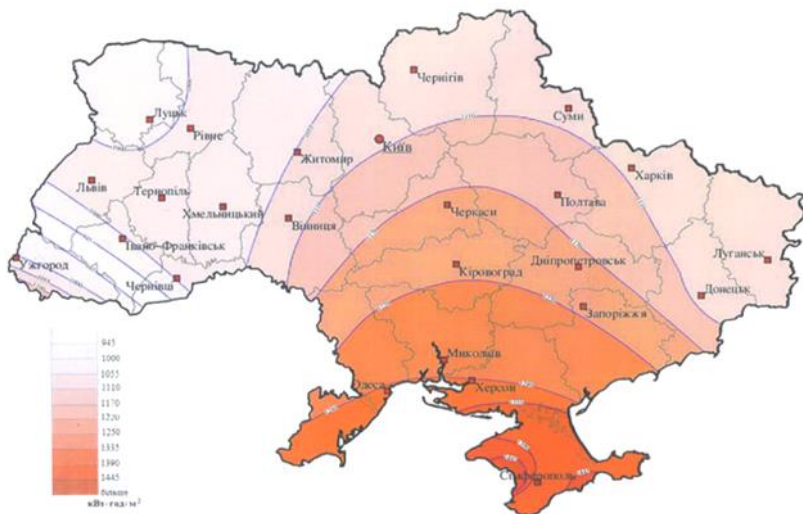 Чернігів
Луцьк
Рівне
Суми
Київ
Житомир
Харків
Львів
Тернопіль
Хмельницький
Полтава
Черкаси
Вінниця
Івано-Франківськ
Ужгород
Кіровоград
Дніпропетровськ
Луганськ
Чернівці
Донецьк
Запоріжжя
Миколаїв
Одеса
Херсон
Сімферополь
945
1000
1055
1110
1170
1220
1250
1335
1390
1445
більше
кВт·год/м²